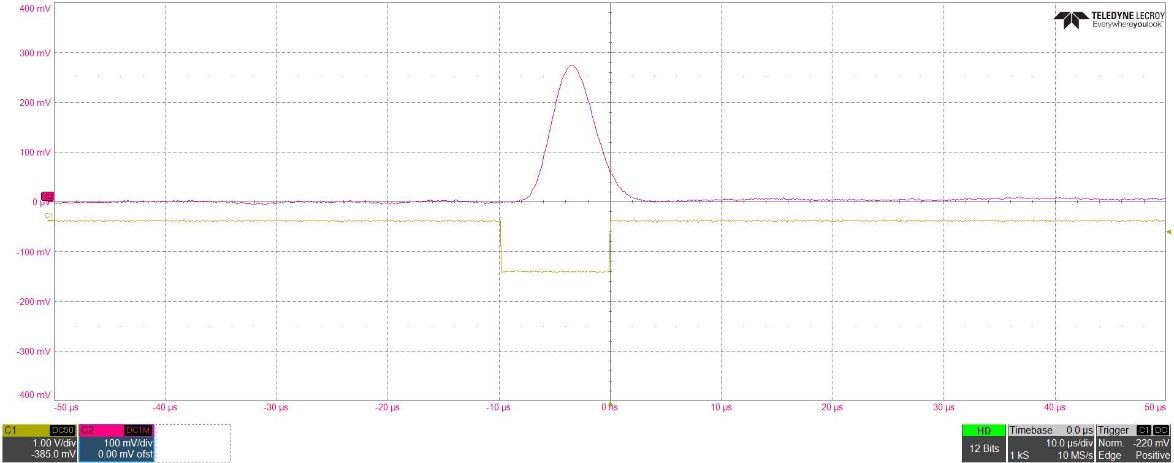 400 mV
TELEDYNE LECROY
Everywhereyoulook™
300 mV
200 mV
100 mV
C2
0 µV
C1
-100 mV
-200 mV
-300 mV
-400 mV
-50 µs -40 µs -30 µs -20 µs -10 µs 0 ns 10 µs 20 µs 30 µs 40 µs 50 µs
C1 DC50 C2 DC1M HD Timebase 0.0 µs Trigger C1 DC
1.00 V/div 100 mV/div 12 Bits 10.0 µs/div Norm. -220 mV
-385.0 mV 0.00 mV ofst 1 kS 10 MS/s Edge Positive